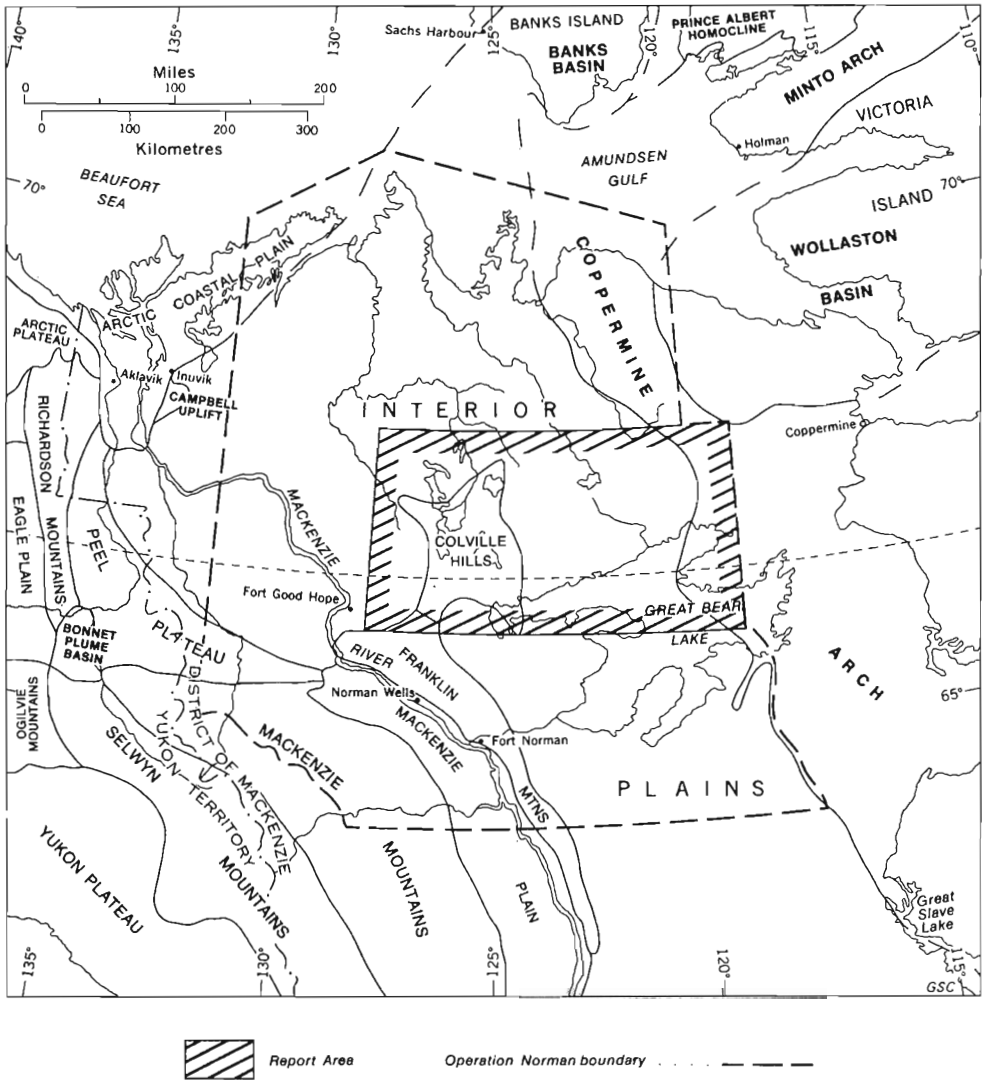 140°
135°
130°
125°
120°
115°
110°
Sachs Harbour
BANKS ISLAND
BANKS
BASIN
PRINCE ALBERT
HOMOCLINE
MINTO ARCH
VICTORIA
Miles
0 100 200
0 100 200 300
Kilometres
Holman
AMUNDSEN
GULF
70°
BEAUFORT
SEA
70°
ISLAND
WOLLASTON
BASIN
COASTAL PLAIN
ARCTIC
ARCTIC
PLATEAU
COPPERMINE
Aklavik
Inuvik
CAMPBELL
UPLIFT
INTERIOR
Coppermine
RICHARDSON
MOUNTAINS
EAGLE PLAIN
PEEL
PLATEAU
MACKENZIE
RIVER
COLVILLE
HILLS
Fort Good Hope
GREAT BEAR
LAKE
BONNET
PLUME
BASIN
FRANKLIN
MTNS
ARCH
65°
Norman Wells
OGILVIE
MOUNTAINS
DISTRICT OF MACKENZIE
YUKON TERRITORY
SELWYN
MOUNTAINS
MACKENZIE
MOUNTAINS
MACKENZIE
PLAIN
Fort Norman
PLAINS
YUKON PLATEAU
Great
Slave
Lake
135°
130°
125°
120°
115°
GSC
Report Area
Operation Norman boundary